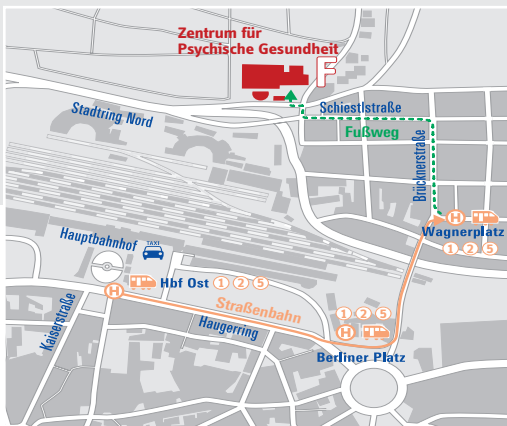 Zentrum für
Psychische Gesundheit
F
Stadtring Nord
Schiestlstraße
Fußweg
Brücknerstraße
H
Wagnerplatz
1 2 5
Hauptbahnhof
TAXI
H
Hbf Ost 1 2 5
Straßenbahn
Kaiserstraße
Haugerring
1 2 5
H
Berliner Platz